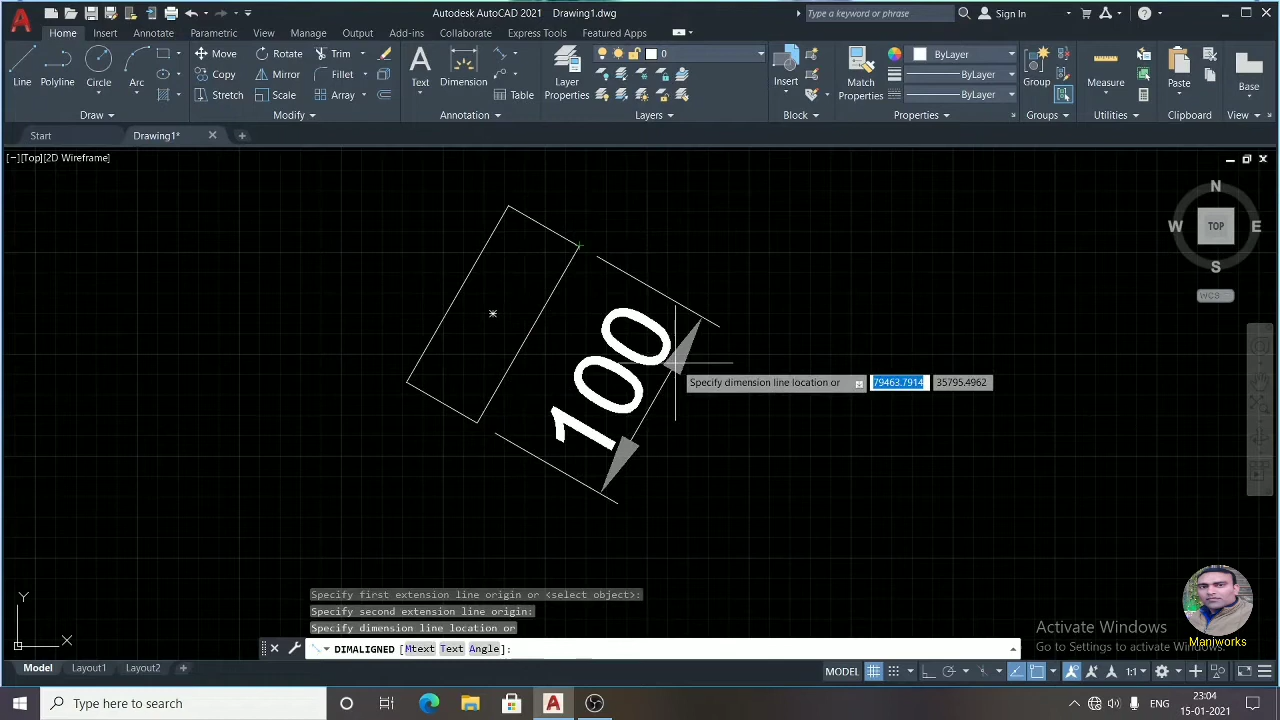 Autodesk AutoCAD 2021 Drawing1.dwg
Type a keyword or phrase
Sign In
Home Insert Annotate Parametric View Manage Output Add-ins Collaborate Express Tools Featured Apps
Line Polyline Circle Arc
Move Rotate Trim
Copy Mirror Fillet
Stretch Scale Array
Text Dimension Table
Layer Properties
0
Insert
Match Properties
ByLayer
ByLayer
ByLayer
Group
Measure
Paste
Base
Draw Modify Annotation Layers Block Properties Groups Utilities Clipboard View
Start Drawing1*
[−][Top][2D Wireframe]
N
W TOP E
S
WCS
100
Specify dimension line location or 79463.7914 35795.4962
Specify first extension line origin or <select object>:
Specify second extension line origin:
Specify dimension line location or
DIMALIGNED [Mtext Text Angle]:
Y
X
Activate Windows
Go to Settings to activate Windows.
Maniworks
Model Layout1 Layout2
MODEL 1:1
Type here to search
ENG
23:04
15-01-2021